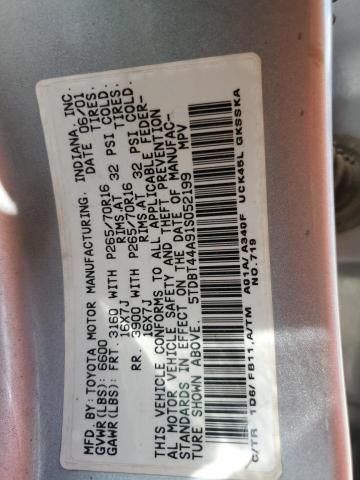 MFD. BY: TOYOTA MOTOR MANUFACTURING. INDIANA, INC.
GVWR(LBS): 6600 DATE 06/01
GAWR(LBS): FRT. 3160 WITH P265/70R16 TIRES.
16X7J RIMS.AT 32 PSI COLD.
RR. 3900 WITH P265/70R16 TIRES.
16X7J RIMS.AT 32 PSI COLD.
THIS VEHICLE CONFORMS TO ALL APPLICABLE FEDER-
AL MOTOR VEHICLE SAFETY AND THEFT PREVENTION
STANDARDS IN EFFECT ON THE DATE OF MANUFAC-
TURE SHOWN ABOVE.
5TDBT44A91S052199 MPV
C/TR 1D6/ FB11,A/TM A01A/ A340F UCK45L GKSSKA
NO.719